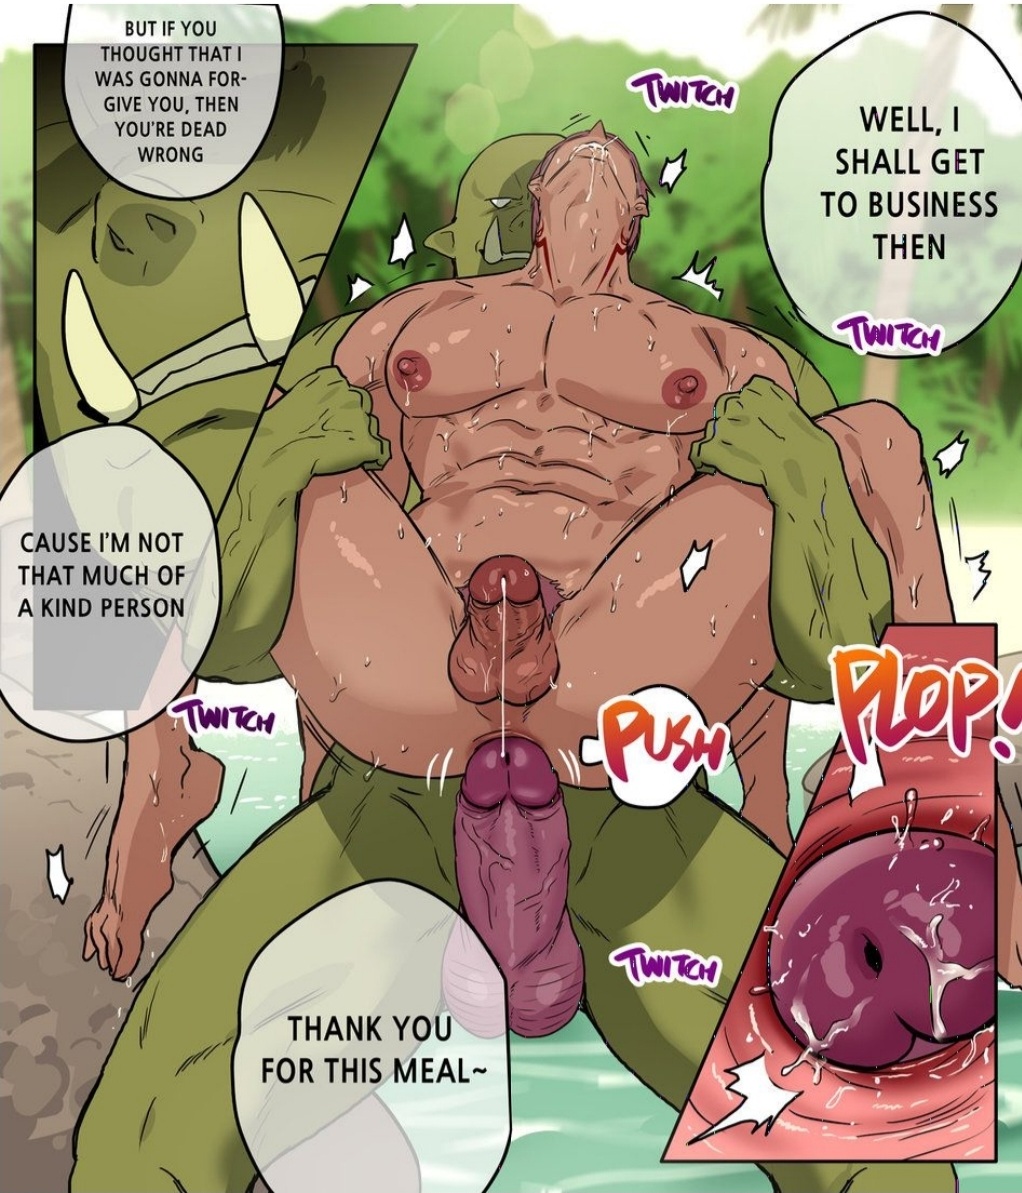 BUT IF YOU
THOUGHT THAT I
WAS GONNA FOR-
GIVE YOU, THEN
YOU'RE DEAD
WRONG
TWITCH
WELL, I
SHALL GET
TO BUSINESS
THEN
TWITCH
CAUSE I'M NOT
THAT MUCH OF
A KIND PERSON
TWITCH
PUSH
PLOP!
TWITCH
THANK YOU
FOR THIS MEAL~